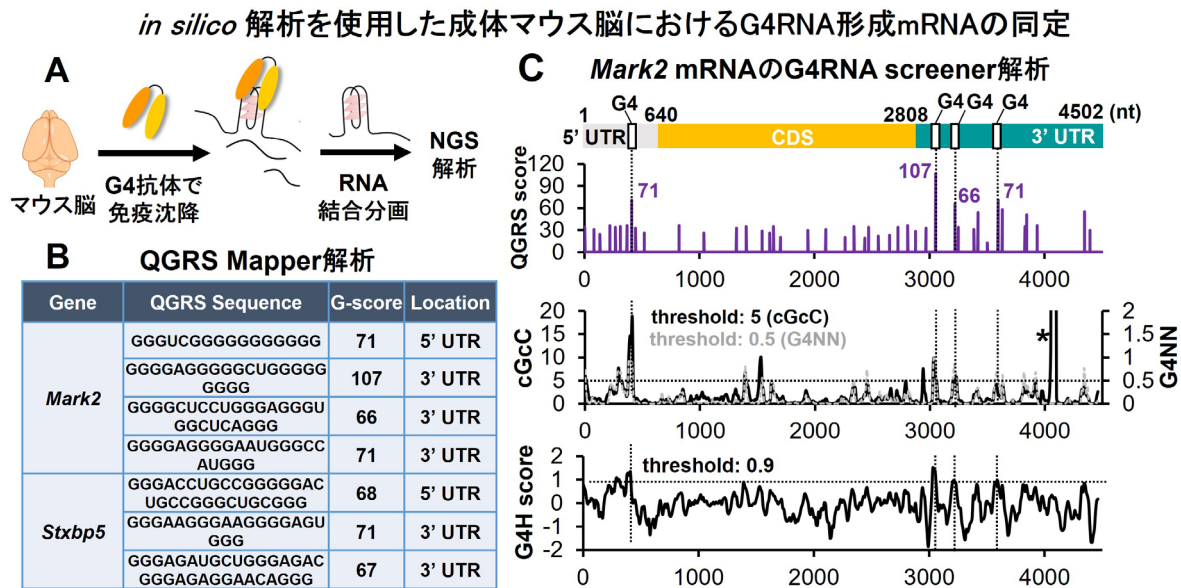 in silico 解析を使用した成体マウス脳におけるG4RNA形成mRNAの同定
A
マウス脳
G4抗体で
免疫沈降
RNA
結合分画
NGS
解析
B
QGRS Mapper解析
Gene QGRS Sequence G-score Location
Mark2
GGGUCGGGGGGGGGGG 71 5’ UTR
GGGGAGGGGGCUGGGGG
GGGG
107 3’ UTR
GGGGCUCCUGGGAGGGU
GGCUCAGGG
66 3’ UTR
GGGGAGGGGAAUGGGCC
AUGGG
71 3’ UTR
Stxbp5
GGGACCUGCCGGGGGAC
UGCCGGGCUGCGGG
68 5’ UTR
GGGAAGGGAAGGGGAGU
GGG
71 3’ UTR
GGGAGAUGCUGGGAGAC
GGGAGAGGAACAGGG
67 3’ UTR
C
Mark2 mRNAのG4RNA screener解析
G4 G4 G4 G4
1 640 2808 4502 (nt)
5’ UTR CDS 3’ UTR
QGRS score
120
90
60
30
0
71 107 66 71
0 1000 2000 3000 4000
cGcC
20
15
10
5
0
threshold: 5 (cGcC)
threshold: 0.5 (G4NN)
*
2
1.5
1
0.5
0
G4NN
0 1000 2000 3000 4000
G4H score
2
1
0
-1
-2
threshold: 0.9
0 1000 2000 3000 4000